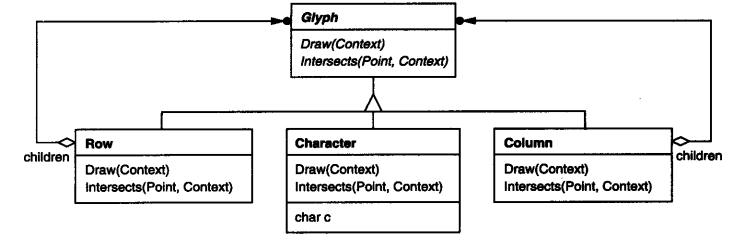 Glyph
Draw(Context)
Intersects(Point, Context)
Row
Draw(Context)
Intersects(Point, Context)
children
Character
Draw(Context)
Intersects(Point, Context)
char c
Column
Draw(Context)
Intersects(Point, Context)
children